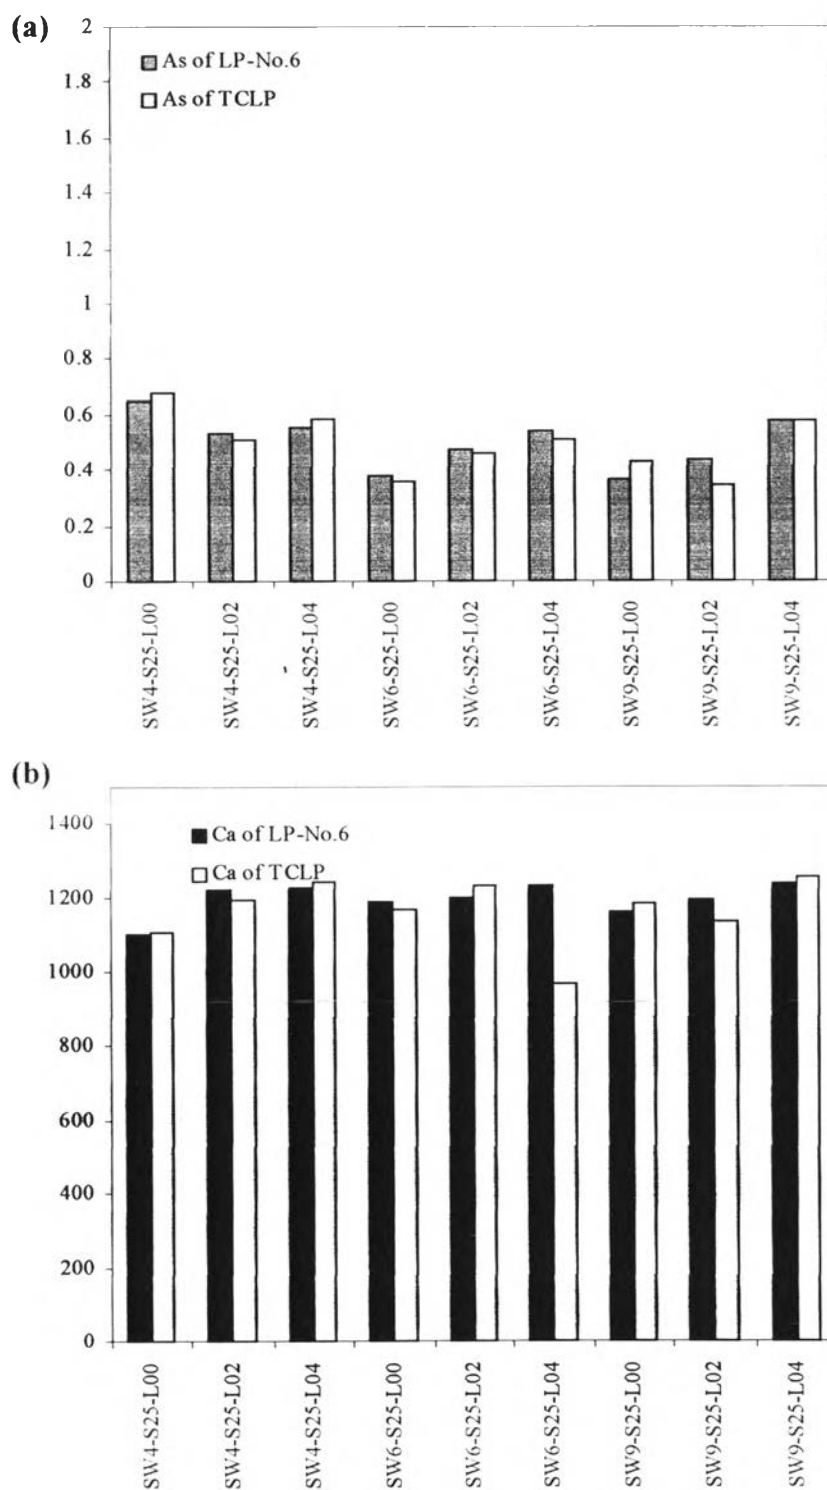 (a)
2
1.8
1.6
1.4
1.2
1
0.8
0.6
0.4
0.2
0
As of LP-No.6
As of TCLP
SW4-S25-L00
SW4-S25-L02
SW4-S25-L04
SW6-S25-L00
SW6-S25-L02
SW6-S25-L04
SW9-S25-L00
SW9-S25-L02
SW9-S25-L04
(b)
1400
1200
1000
800
600
400
200
0
Ca of LP-No.6
Ca of TCLP
SW4-S25-L00
SW4-S25-L02
SW4-S25-L04
SW6-S25-L00
SW6-S25-L02
SW6-S25-L04
SW9-S25-L00
SW9-S25-L02
SW9-S25-L04